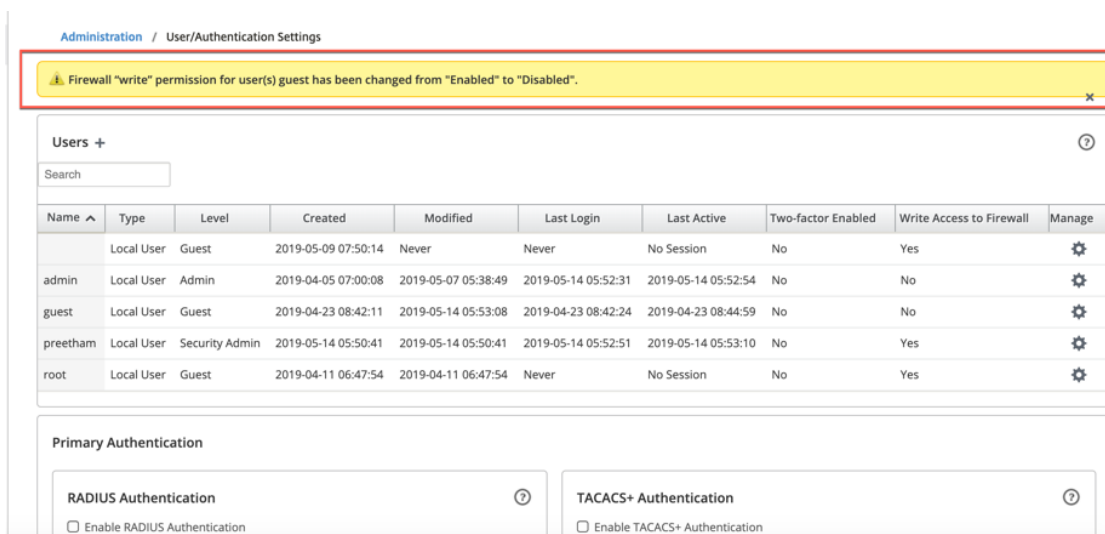 Administration / User/Authentication Settings
Firewall "write" permission for user(s) guest has been changed from "Enabled" to "Disabled".
×
Users +
?
Search
Name Type Level Created Modified Last Login Last Active Two-factor Enabled Write Access to Firewall Manage
Local User Guest 2019-05-09 07:50:14 Never Never No Session No Yes
admin Local User Admin 2019-04-05 07:00:08 2019-05-07 05:38:49 2019-05-14 05:52:31 2019-05-14 05:52:54 No No
guest Local User Guest 2019-04-23 08:42:11 2019-05-14 05:53:08 2019-04-23 08:42:24 2019-04-23 08:44:59 No No
preetham Local User Security Admin 2019-05-14 05:50:41 2019-05-14 05:50:41 2019-05-14 05:52:51 2019-05-14 05:53:10 No Yes
root Local User Guest 2019-04-11 06:47:54 2019-04-11 06:47:54 Never No Session No Yes
Primary Authentication
RADIUS Authentication ? TACACS+ Authentication ?
Enable RADIUS Authentication Enable TACACS+ Authentication